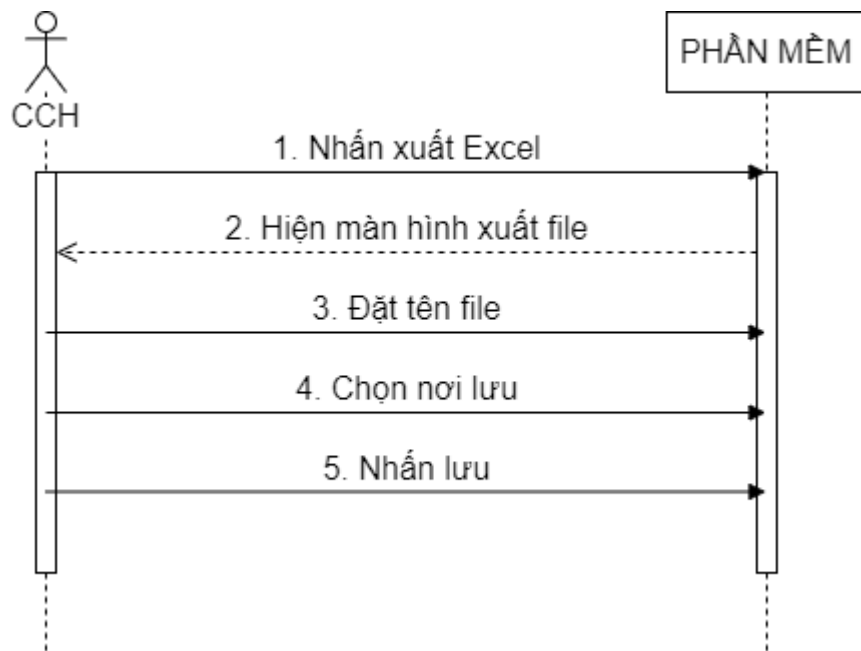 CCH
PHẦN MỀM
1. Nhấn xuất Excel
2. Hiện màn hình xuất file
3. Đặt tên file
4. Chọn nơi lưu
5. Nhấn lưu